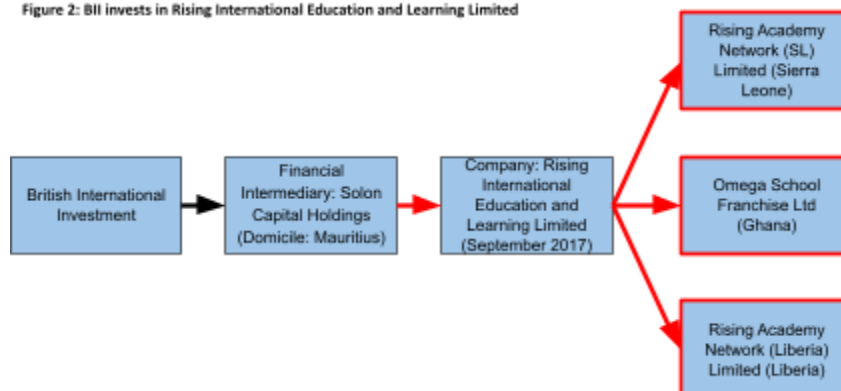 Figure 2: BII invests in Rising International Education and Learning Limited
British International
Investment
Financial
Intermediary: Solon
Capital Holdings
(Domicile: Mauritius)
Company: Rising
International
Education and
Learning Limited
(September 2017)
Rising Academy
Network (SL)
Limited (Sierra
Leone)
Omega School
Franchise Ltd
(Ghana)
Rising Academy
Network (Liberia)
Limited (Liberia)